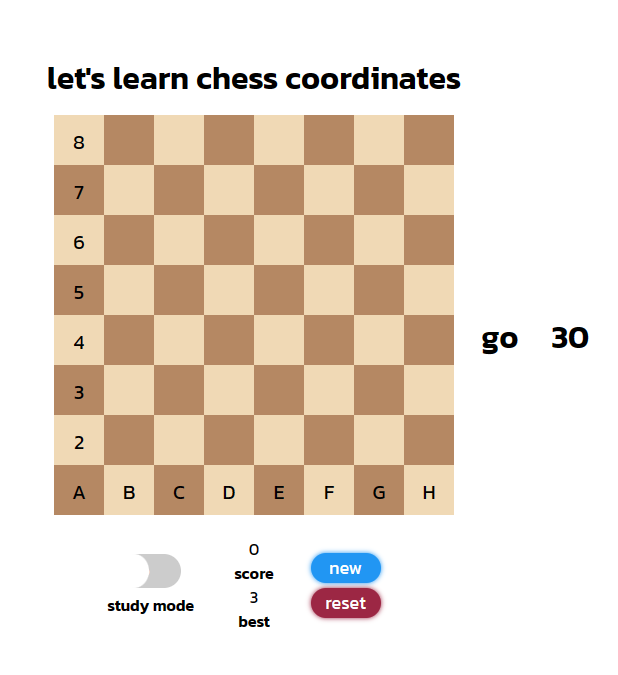 let's learn chess coordinates
8
7
6
5
4
go 30
3
2
A B C D E F G H
0
score
3
best
study mode
new
reset